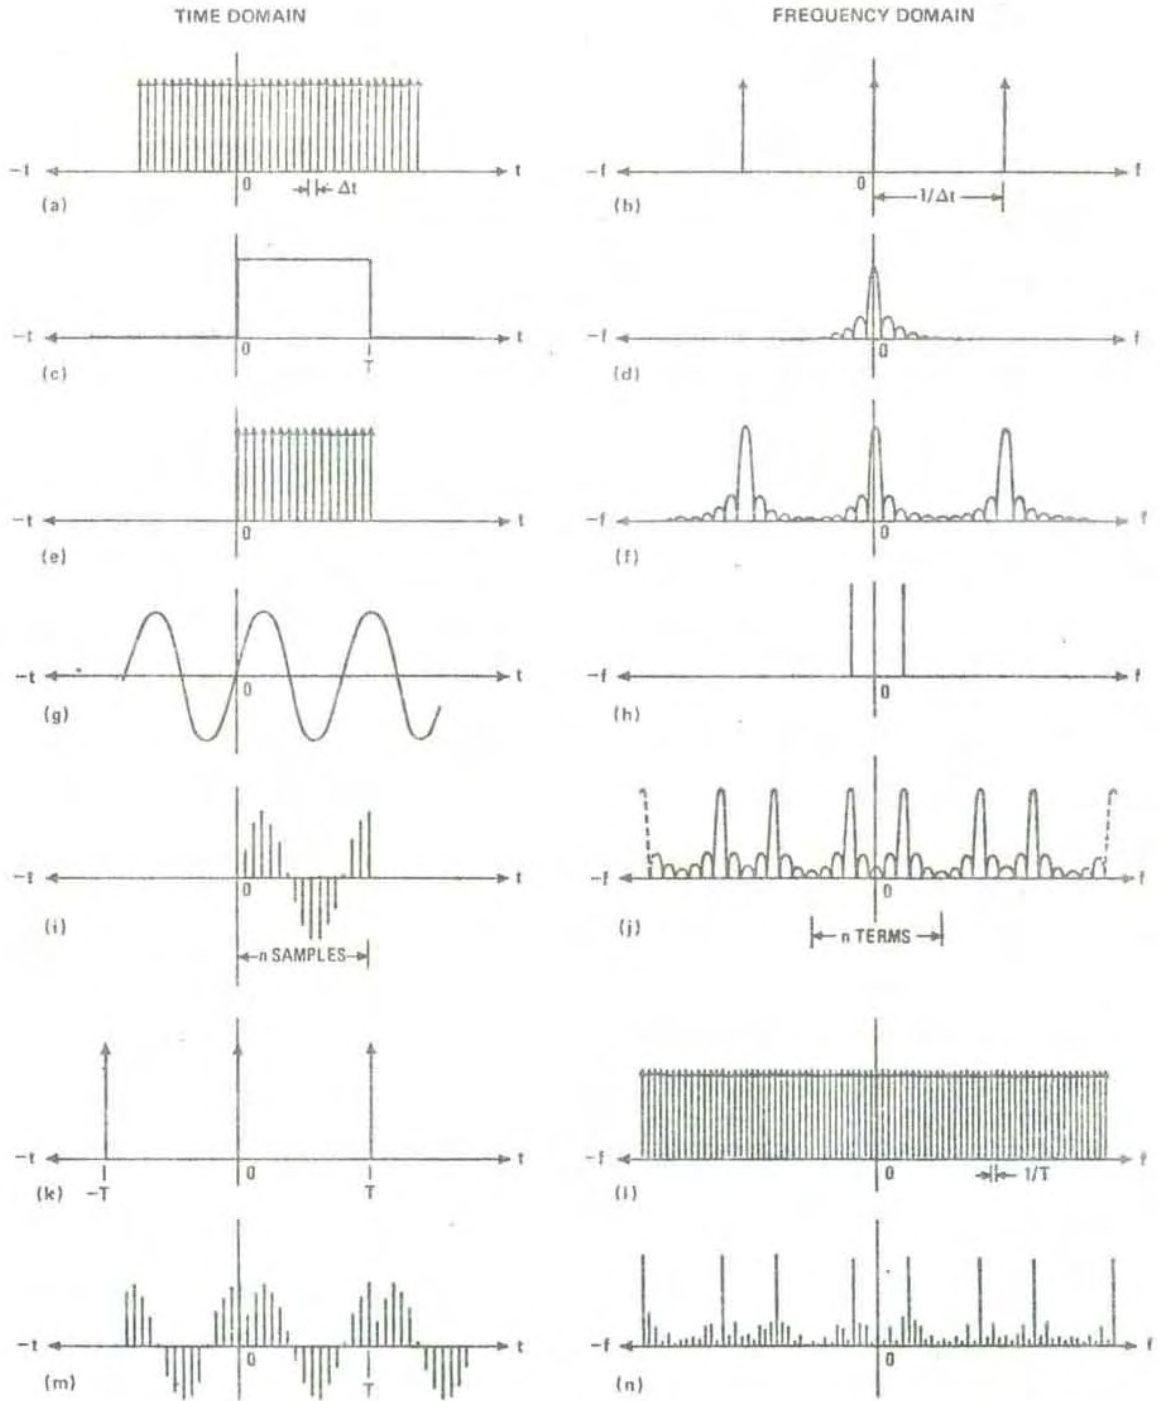 TIME DOMAIN
FREQUENCY DOMAIN
-t t
0
Δt
(a)
-f f
0
1/Δt
(b)
-t t
0
T
(c)
-f f
0
(d)
-t t
0
(e)
-f f
0
(f)
-t t
0
(g)
-f f
0
(h)
-t t
0
(i)
n SAMPLES
-f f
0
(j)
n TERMS
-t t
0
(k) -T T
-f f
0
1/T
(l)
-t t
0
T
(m)
-f f
0
(n)